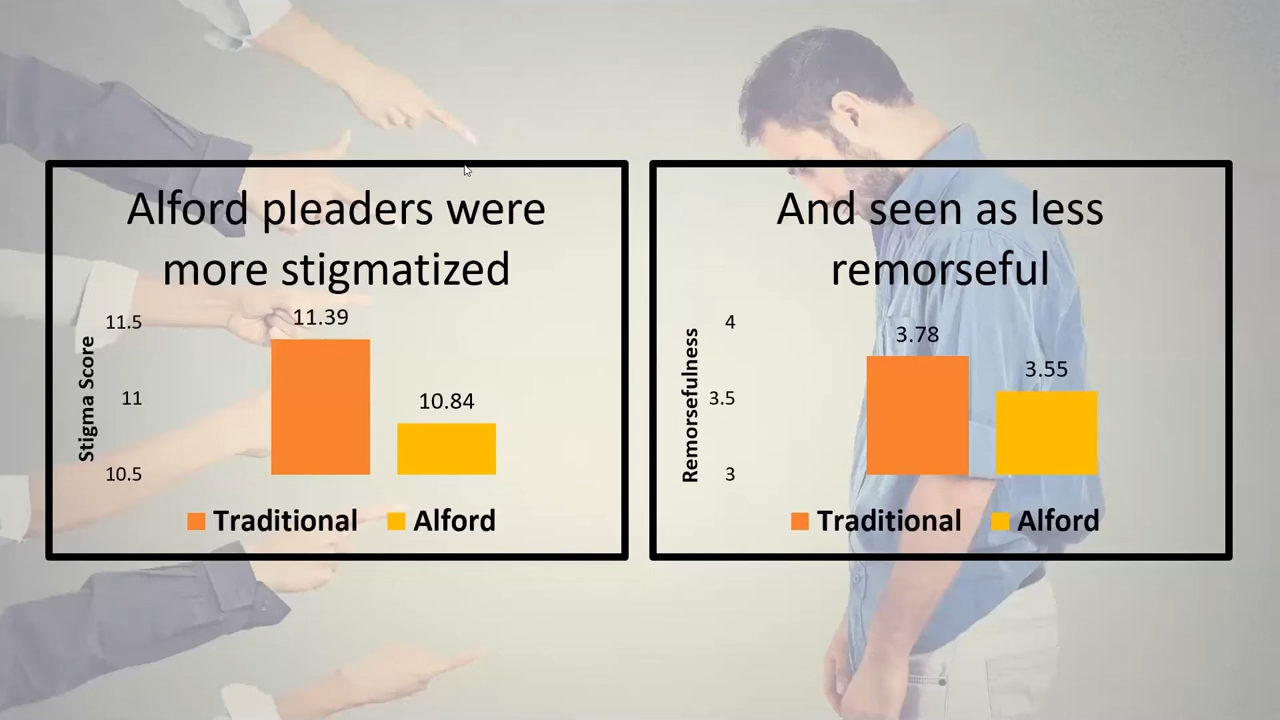 Alford pleaders were
more stigmatized
11.5
11
10.5
Stigma Score
11.39
10.84
Traditional
Alford
And seen as less
remorseful
4
3.5
3
Remorsefulness
3.78
3.55
Traditional
Alford